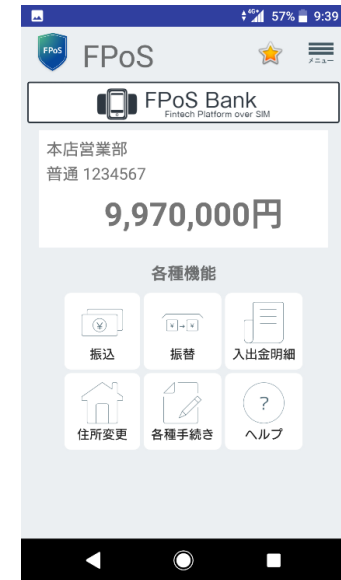 4G+ 57% 9:39
FPoS FPoS
メニュー
FPoS Bank
Fintech Platform over SIM
本店営業部
普通 1234567
9,970,000円
各種機能
振込 振替 入出金明細
住所変更 各種手続き ヘルプ